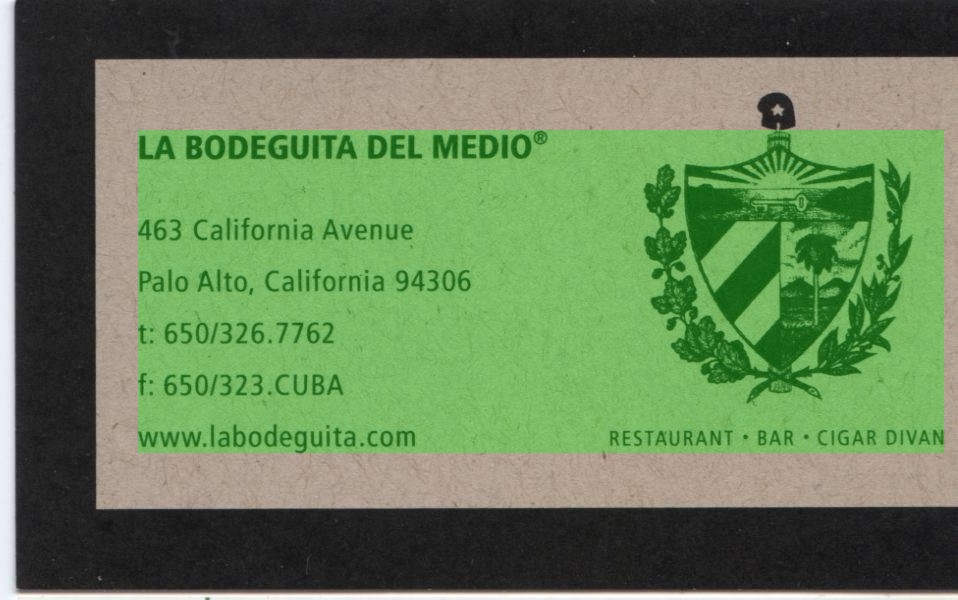 LA BODEGUITA DEL MEDIO®
463 California Avenue
Palo Alto, California 94306
t: 650/326.7762
f: 650/323.CUBA
www.labodeguita.com
RESTAURANT • BAR • CIGAR DIVAN